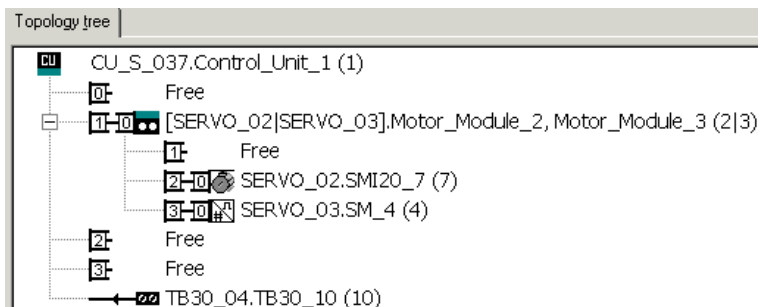 Topology tree
CU CU_S_037.Control_Unit_1 (1)
0 Free
1 0 [SERVO_02|SERVO_03].Motor_Module_2, Motor_Module_3 (2|3)
1 Free
2 0 SERVO_02.SMI20_7 (7)
3 0 # SERVO_03.SM_4 (4)
2 Free
3 Free
TB30_04.TB30_10 (10)